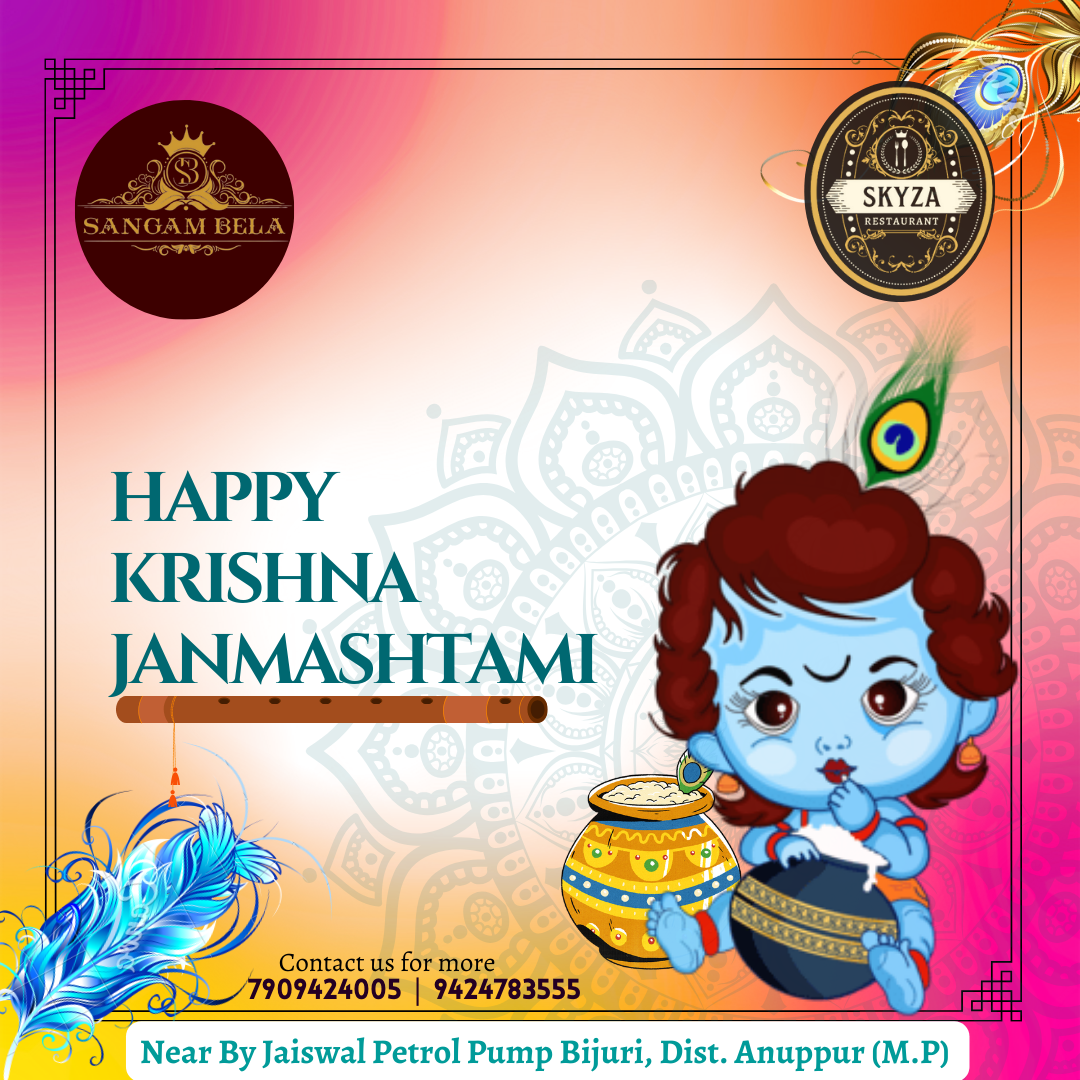 SB
SANGAM BELA
SKYZA
RESTAURANT
HAPPY
KRISHNA
JANMASHTAMI
Contact us for more
7909424005 | 9424783555
Near By Jaiswal Petrol Pump Bijuri, Dist. Anuppur (M.P)